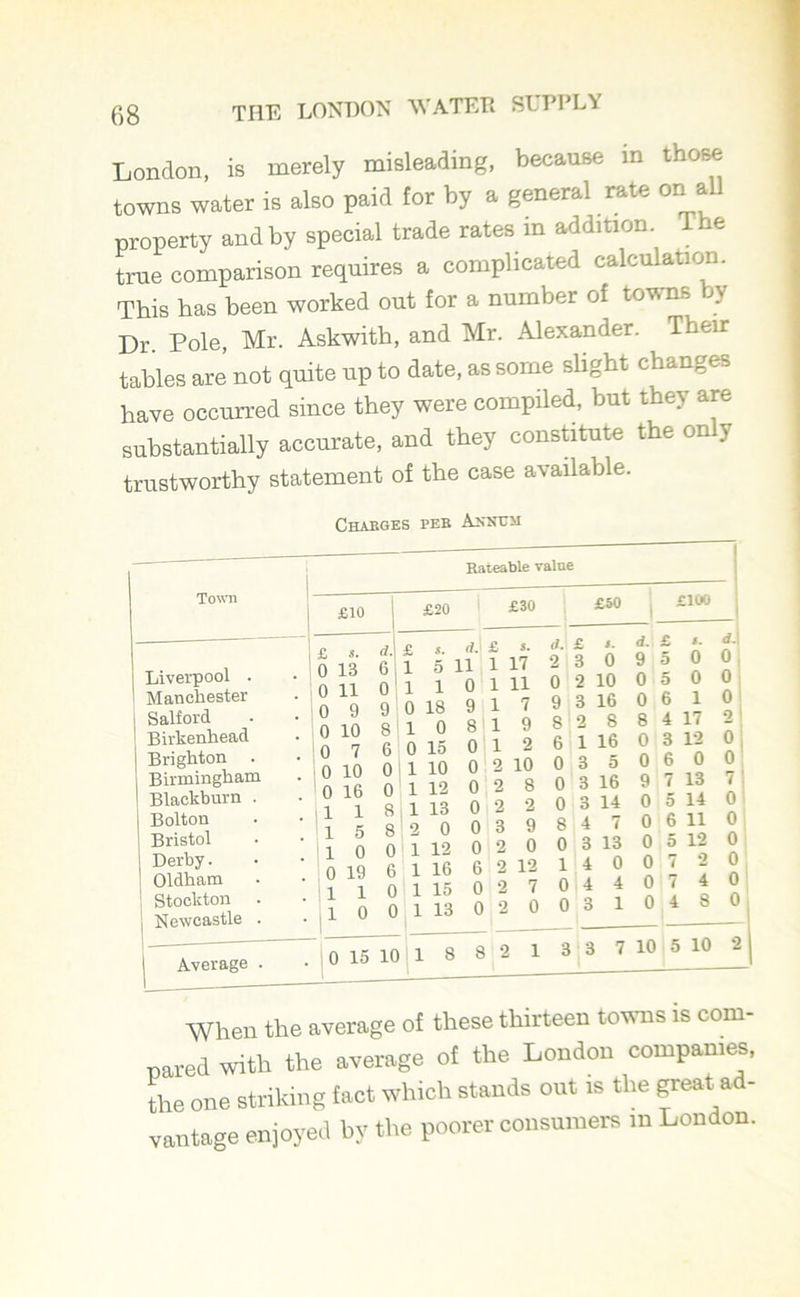 68 THE LONDON WATER SUPPLY
London, is merely misleading, because in those
towns water is also paid for by a general rate on all
property and by special trade rates in addition. The
true comparison requires a complicated calculation.
This has been worked out for a number of towns by
Dr. Pole, Mr. Askwith, and Mr. Alexander. Their
tables are not quite up to date, as some slight changes
have occurred since they were compiled, but they are
substantially accurate, and they constitute the only
trustworthy statement of the case available.
CHARGES PER ANNUM
Rateable value
Town £10 £20 £30 £50 £100
£ s. d. £ s. d. £ s. d. £ s. d. £ s. d.
Liverpool . . 0 13 6 1 5 11 1 17 2 3 0 9 5 0 0
Manchester . 0 11 0 1 1 0 1 11 0 2 10 0 5 0 0
Salford . . 0 9 9 0 18 9 1 7 9 3 16 0 6 1 0
Birkenhead . 0 10 8 1 0 8 1 9 8 2 8 8 4 17 2
Brighton . . 0 7 6 0 15 0 1 2 6 1 16 0 3 12 0
Birmingham . 0 10 0 1 10 0 2 10 0 3 5 0 6 0 0
Blackburn . . 0 16 0 1 12 0 2 8 0 3 16 9 7 13 7
Bolton . . 1 1 8 1 13 0 2 2 0 3 14 0 5 14 0
Bristol . . 1 5 8 2 0 0 3 9 8 4 7 0 6 11 0
Derby. . . 1 0 0 1 12 0 2 0 0 3 13 0 5 12 0
Oldham . . 0 19 6 1 16 6 2 12 1 4 0 0 7 2 0
Stockton . . 1 1 0 1 15 0 2 7 0 4 4 0 7 4 0
Newcastle . . 1 0 0 1 13 0 2 0 0 3 1 0 4 8 0
Average . . 0 15 10 1 8 8 2 1 3 3 7 10 5 10 2
When the average of these thirteen towns is com-
pared with the average of the London companies,
the one striking fact which stands out is the great ad-
vantage enjoyed by the poorer consumers in London.